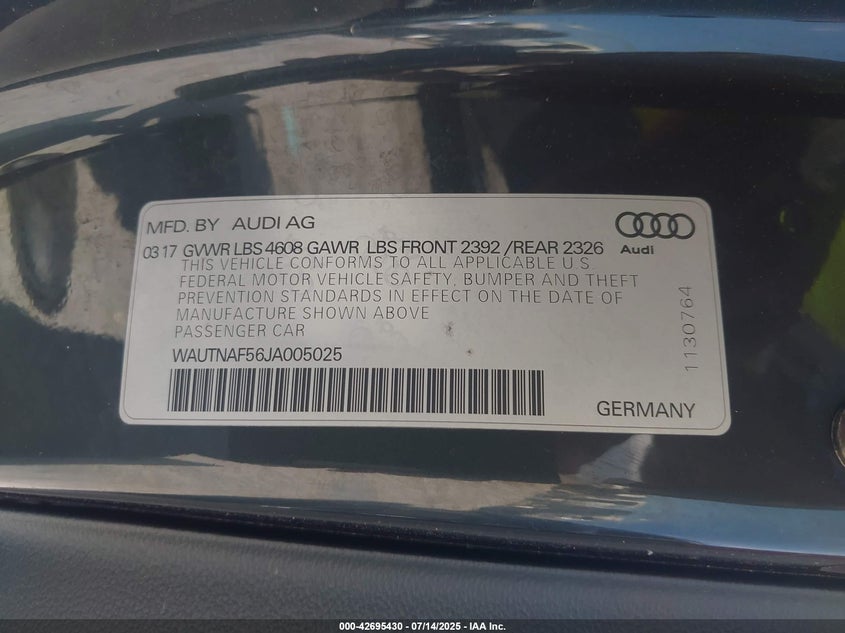 MFD. BY AUDI AG
Audi
03 17 GVWR LBS 4608 GAWR LBS FRONT 2392 /REAR 2326
THIS VEHICLE CONFORMS TO ALL APPLICABLE U.S.
FEDERAL MOTOR VEHICLE SAFETY, BUMPER AND THEFT
PREVENTION STANDARDS IN EFFECT ON THE DATE OF
MANUFACTURE SHOWN ABOVE
PASSENGER CAR
WAUTNAF56JA005025
GERMANY
1130764
000-42695430 - 07/14/2025 - IAA Inc.